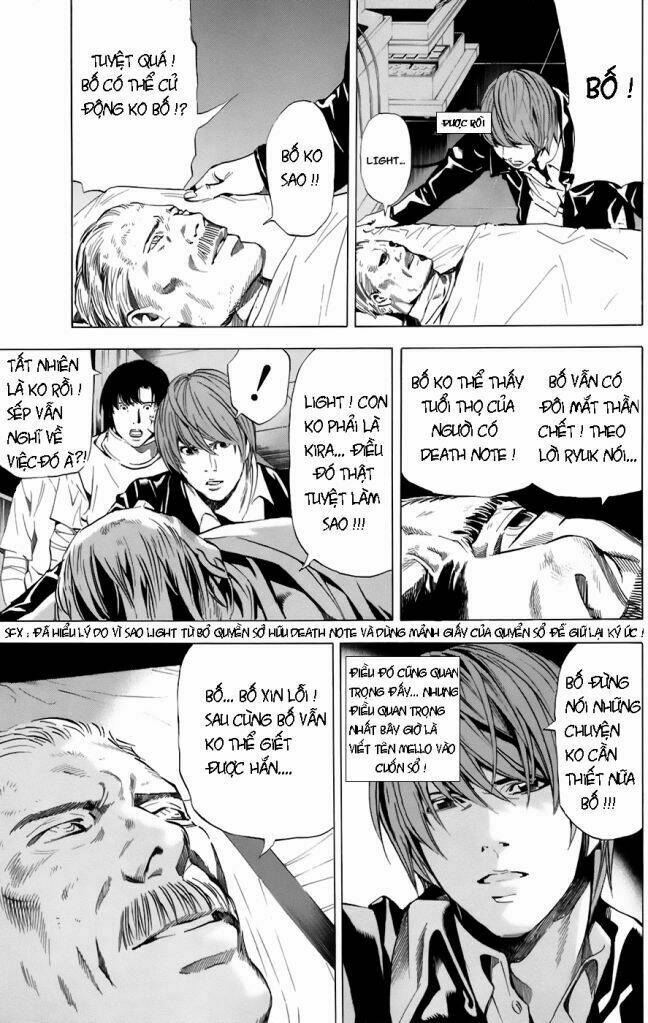 BỐ !
ĐƯỢC RỒI
LIGHT...
TUYỆT QUÁ !
BỐ CÓ THỂ CỬ
ĐỘNG KO BỐ !?
BỐ KO
SAO !!
BỐ VẪN CÓ
ĐÔI MẮT THẦN
CHẾT ! THEO
LỜI RYUK NÓI...
BỐ KO THỂ THẤY
TUỔI THỌ CỦA
NGƯỜI CÓ
DEATH NOTE !
LIGHT ! CON
KO PHẢI LÀ
KIRA... ĐIỀU
ĐÓ THẬT
TUYỆT LÀM
SAO !!!
!
TẤT NHIÊN
LÀ KO RỒI !
SẾP VẪN
NGHĨ VỀ
VIỆC ĐÓ À?!
SFX : ĐÃ HIỂU LÝ DO VÌ SAO LIGHT TỪ BỎ QUYỀN SỞ HỮU DEATH NOTE VÀ DÙNG MẢNH GIẤY CỦA QUYỂN SỔ ĐỂ GIỮ LẠI KÝ ỨC !
BỐ ĐỪNG
NÓI NHỮNG
CHUYỆN
KO CẦN
THIẾT NỮA
BỐ !!!
ĐIỀU ĐÓ CŨNG QUAN
TRỌNG ĐẤY... NHƯNG
ĐIỀU QUAN TRỌNG
NHẤT BÂY GIỜ LÀ
VIẾT TÊN MELLO VÀO
CUỐN SỔ !
BỐ... BỐ XIN LỖI !
SAU CÙNG BỐ VẪN
KO THỂ GIẾT
ĐƯỢC HẮN....